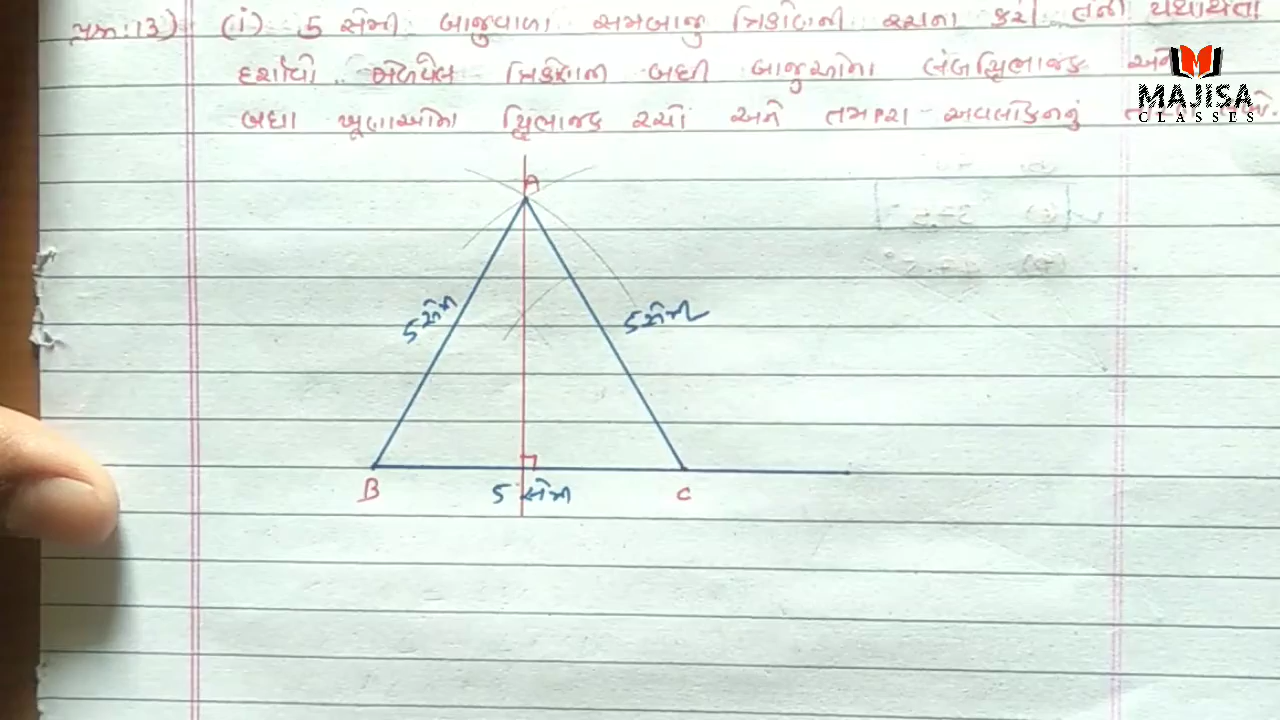 પ્રશ્ન: 13) (i) 5 સેમી બાજુવાળા સમબાજુ ત્રિકોણની રચના કરી તેની યથાર્થતા
દર્શાવો. મેળવેલ ત્રિકોણની બધી બાજુઓના લંબદ્વિભાજક અને
બધા ખૂણાઓના દ્વિભાજક રચો અને તમારા અવલોકનનું
MAJISA
CLASSES
A
5 સેમી
5 સેમી
B
5 સેમી
C